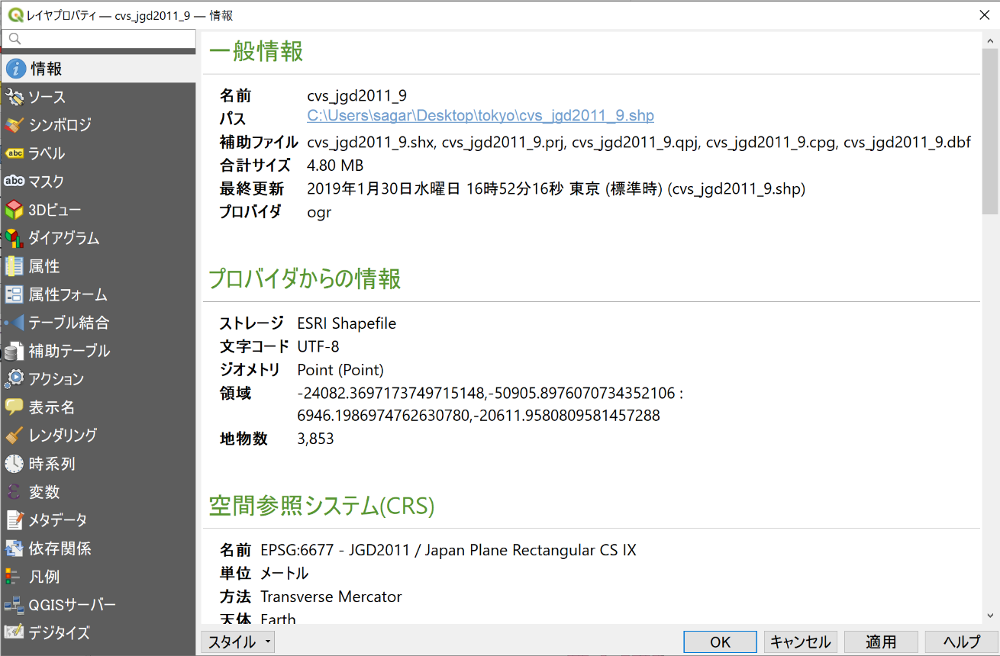 レイヤプロパティ — cvs_jgd2011_9 — 情報
情報
ソース
シンボロジ
abc ラベル
abc マスク
3Dビュー
ダイアグラム
属性
属性フォーム
テーブル結合
補助テーブル
アクション
表示名
レンダリング
時系列
ε 変数
メタデータ
依存関係
凡例
QGISサーバー
デジタイズ
一般情報
名前 cvs_jgd2011_9
パス C:\Users\sagar\Desktop\tokyo\cvs_jgd2011_9.shp
補助ファイル cvs_jgd2011_9.shx, cvs_jgd2011_9.prj, cvs_jgd2011_9.qpj, cvs_jgd2011_9.cpg, cvs_jgd2011_9.dbf
合計サイズ 4.80 MB
最終更新 2019年1月30日水曜日 16時52分16秒 東京 (標準時) (cvs_jgd2011_9.shp)
プロバイダ ogr
プロバイダからの情報
ストレージ ESRI Shapefile
文字コード UTF-8
ジオメトリ Point (Point)
領域 -24082.3697173749715148,-50905.8976070734352106 :
6946.1986974762630780,-20611.9580809581457288
地物数 3,853
空間参照システム(CRS)
名前 EPSG:6677 - JGD2011 / Japan Plane Rectangular CS IX
単位 メートル
方法 Transverse Mercator
天体 Earth
スタイル
OK
キャンセル
適用
ヘルプ